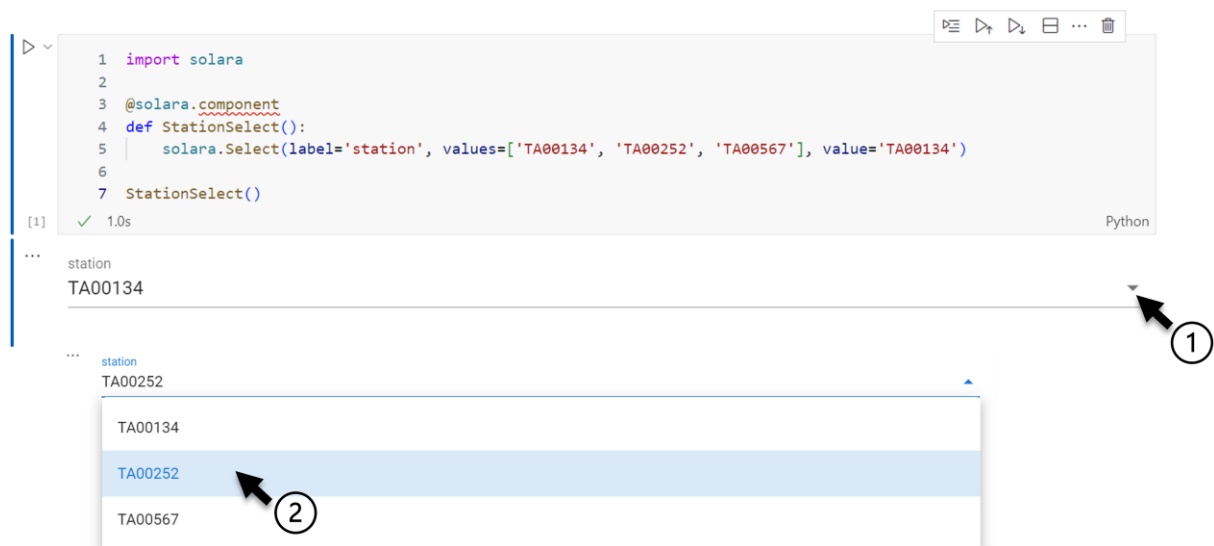 1 import solara
2
3 @solara.component
4 def StationSelect():
5 solara.Select(label='station', values=['TA00134', 'TA00252', 'TA00567'], value='TA00134')
6
7 StationSelect()
[1] ✓ 1.0s Python
... station
TA00134
1
... station
TA00252
TA00134
TA00252
2
TA00567